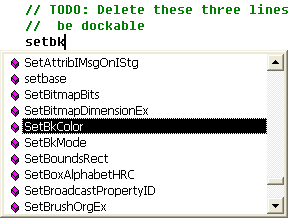 // TODO: Delete these three lines
// be dockable
setbk
SetAttribIMsgOnIStg
setbase
SetBitmapBits
SetBitmapDimensionEx
SetBkColor
SetBkMode
SetBoundsRect
SetBoxAlphabetHRC
SetBroadcastPropertyID
SetBrushOrgEx